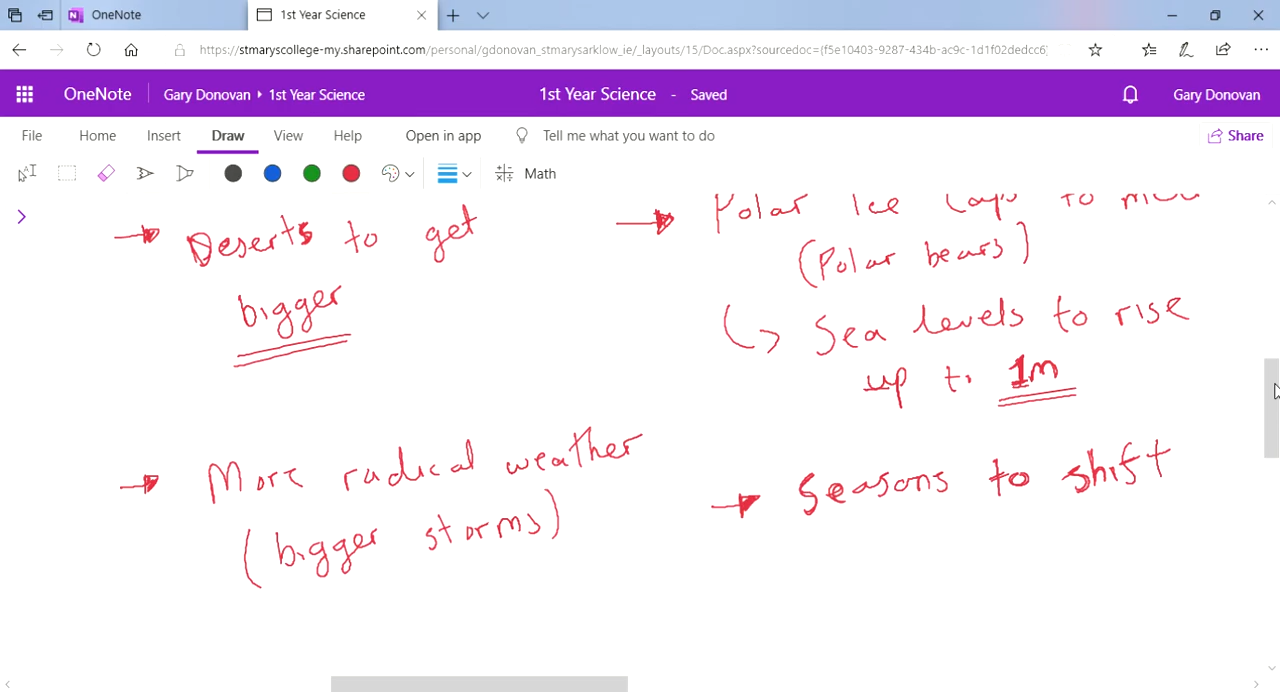 OneNote
1st Year Science
https://stmaryscollege-my.sharepoint.com/personal/gdonovan_stmarysarklow_ie/_layouts/15/Doc.aspx?sourcedoc={f5e10403-9287-434b-ac9c-1d1f02dedcc6}
OneNote Gary Donovan 1st Year Science
1st Year Science - Saved
Gary Donovan
File Home Insert Draw View Help Open in app Tell me what you want to do Share
Math
Deserts to get
bigger
Polar Ice Caps to melt
(Polar bears)
Sea levels to rise
up to 1m
More radical weather
(bigger storms)
Seasons to shift